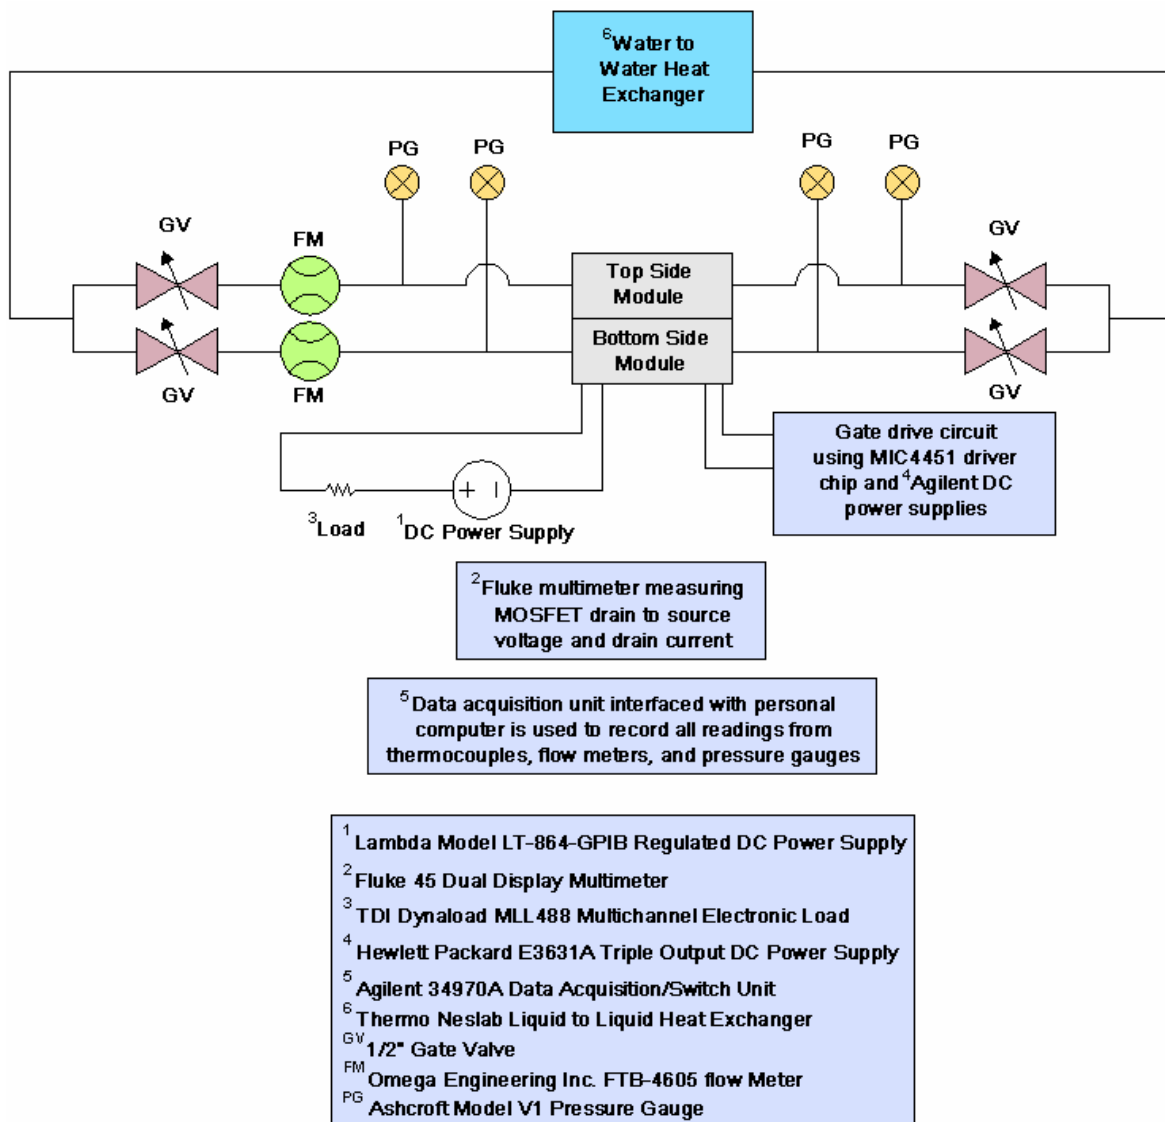 6Water to
Water Heat
Exchanger
PG
PG
PG
PG
GV
FM
GV
Top Side
Module
Bottom Side
Module
GV
FM
GV
3Load
1DC Power Supply
Gate drive circuit
using MIC4451 driver
chip and 4Agilent DC
power supplies
2Fluke multimeter measuring
MOSFET drain to source
voltage and drain current
5Data acquisition unit interfaced with personal
computer is used to record all readings from
thermocouples, flow meters, and pressure gauges
1Lambda Model LT-864-GPIB Regulated DC Power Supply
2Fluke 45 Dual Display Multimeter
3TDI Dynaload MLL488 Multichannel Electronic Load
4Hewlett Packard E3631A Triple Output DC Power Supply
5Agilent 34970A Data Acquisition/Switch Unit
6Thermo Neslab Liquid to Liquid Heat Exchanger
GV1/2" Gate Valve
FMOmega Engineering Inc. FTB-4605 flow Meter
PGAshcroft Model V1 Pressure Gauge